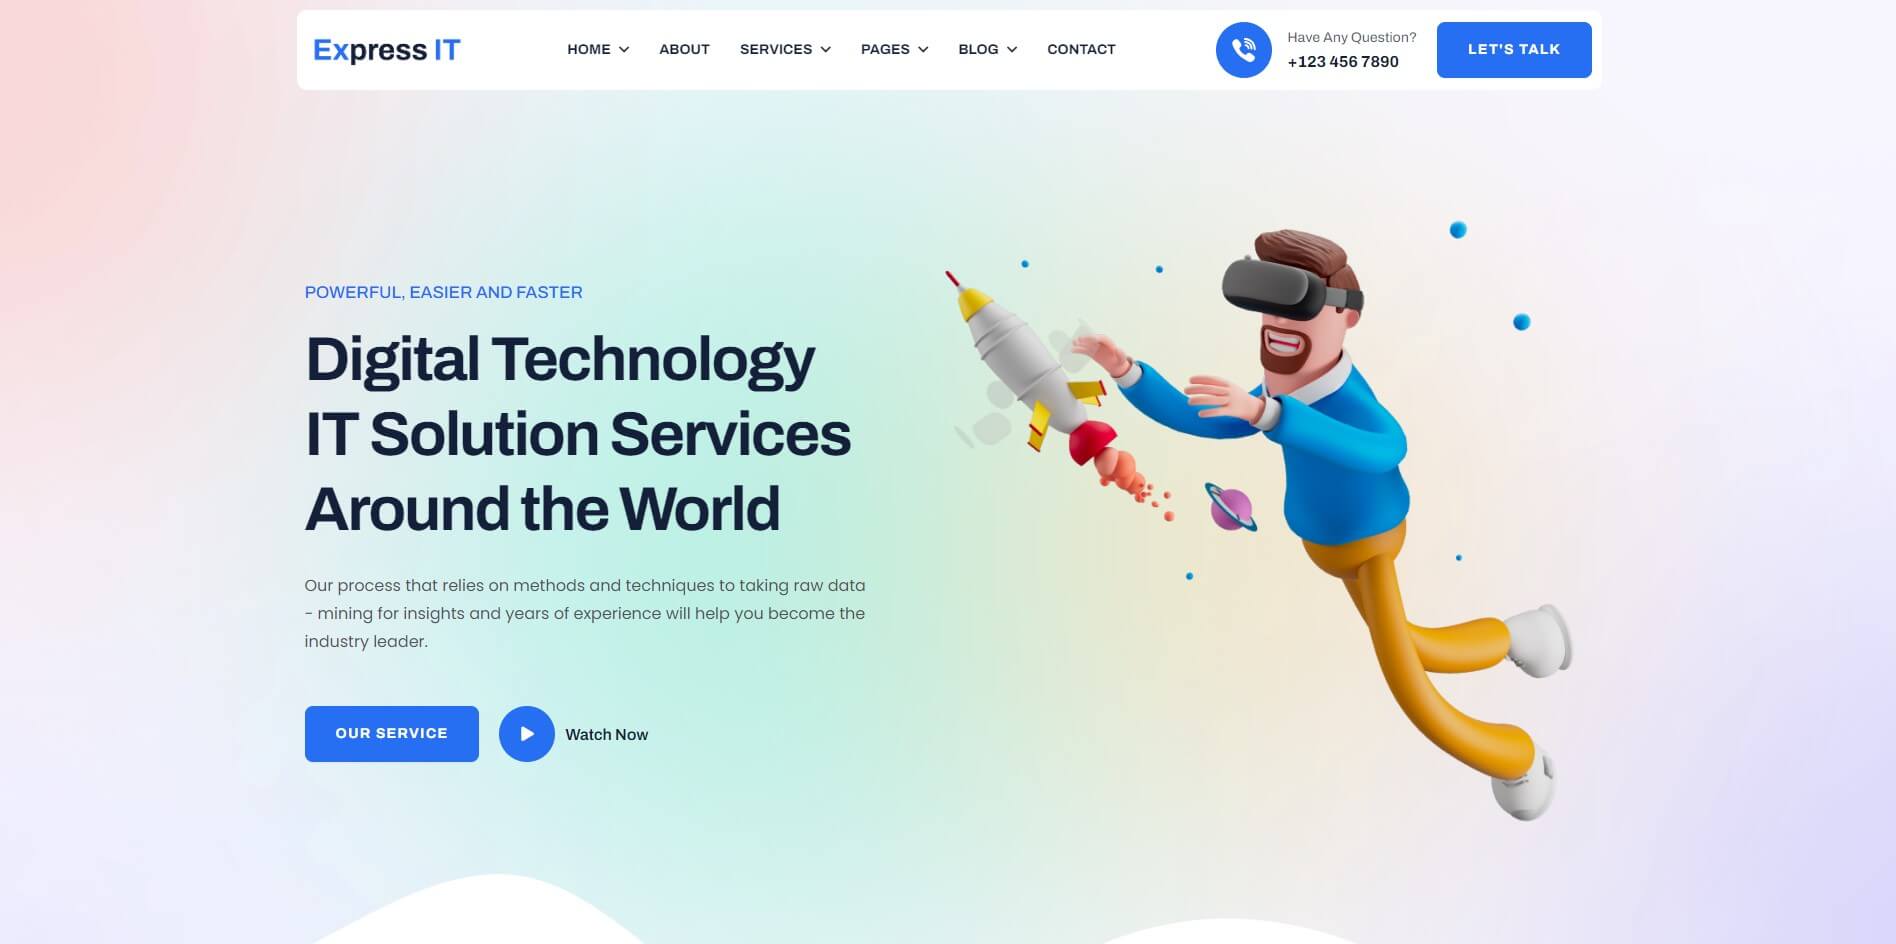 Express IT
HOME
ABOUT
SERVICES
PAGES
BLOG
CONTACT
Have Any Question?
+123 456 7890
LET'S TALK
POWERFUL, EASIER AND FASTER
Digital Technology
IT Solution Services
Around the World
Our process that relies on methods and techniques to taking raw data
- mining for insights and years of experience will help you become the
industry leader.
OUR SERVICE
Watch Now